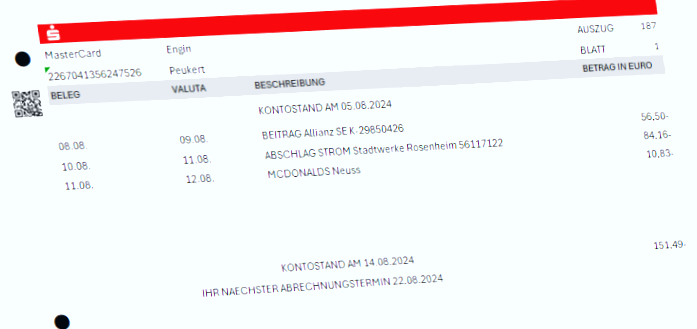 MasterCard Engin AUSZUG 187
2267041356247526 Peukert BLATT 1
BELEG VALUTA BESCHREIBUNG BETRAG IN EURO
KONTOSTAND AM 05.08.2024
08.08. 09.08. BEITRAG Allianz SE K-29850426 56,50-
10.08. 11.08. ABSCHLAG STROM Stadtwerke Rosenheim 56117122 84,16-
11.08. 12.08. MCDONALDS Neuss 10,83-
KONTOSTAND AM 14.08.2024 151,49-
IHR NAECHSTER ABRECHNUNGSTERMIN 22.08.2024